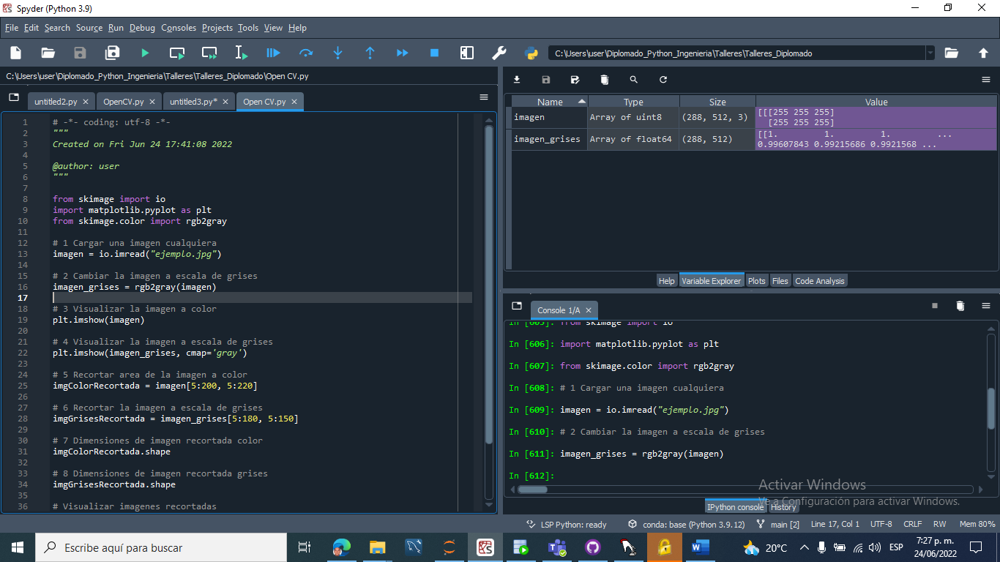 Spyder (Python 3.9)
File Edit Search Source Run Debug Consoles Projects Tools View Help
C:\Users\user\Diplomado_Python_Ingenieria\Talleres\Talleres_Diplomado
C:\Users\user\Diplomado_Python_Ingenieria\Talleres\Talleres_Diplomado\Open CV.py
untitled2.py OpenCV.py untitled3.py* Open CV.py
1 # -*- coding: utf-8 -*-
2 """
3 Created on Fri Jun 24 17:41:08 2022
4
5 @author: user
6 """
7
8 from skimage import io
9 import matplotlib.pyplot as plt
10 from skimage.color import rgb2gray
11
12 # 1 Cargar una imagen cualquiera
13 imagen = io.imread("ejemplo.jpg")
14
15 # 2 Cambiar la imagen a escala de grises
16 imagen_grises = rgb2gray(imagen)
17
18 # 3 Visualizar la imagen a color
19 plt.imshow(imagen)
20
21 # 4 Visualizar la imagen a escala de grises
22 plt.imshow(imagen_grises, cmap='gray')
23
24 # 5 Recortar area de la imagen a color
25 imgColorRecortada = imagen[5:200, 5:220]
26
27 # 6 Recortar la imagen a escala de grises
28 imgGrisesRecortada = imagen_grises[5:180, 5:150]
29
30 # 7 Dimensiones de imagen recortada color
31 imgColorRecortada.shape
32
33 # 8 Dimensiones de imagen recortada grises
34 imgGrisesRecortada.shape
35
36 # Visualizar imagenes recortadas
Name Type Size Value
imagen Array of uint8 (288, 512, 3) [[[255 255 255]
[255 255 255]
imagen_grises Array of float64 (288, 512) [[1. 1. 1. ...
0.99607843 0.99215686 0.9921568 ...
Help Variable Explorer Plots Files Code Analysis
Console 1/A
In [605]: from skimage import io
In [606]: import matplotlib.pyplot as plt
In [607]: from skimage.color import rgb2gray
In [608]: # 1 Cargar una imagen cualquiera
In [609]: imagen = io.imread("ejemplo.jpg")
In [610]: # 2 Cambiar la imagen a escala de grises
In [611]: imagen_grises = rgb2gray(imagen)
In [612]:
Activar Windows
Ve a Configuración para activar Windows.
IPython console History
LSP Python: ready conda: base (Python 3.9.12) main [2] Line 17, Col 1 UTF-8 CRLF RW Mem 80%
Escribe aquí para buscar
20°C ESP 7:27 p. m.
24/06/2022